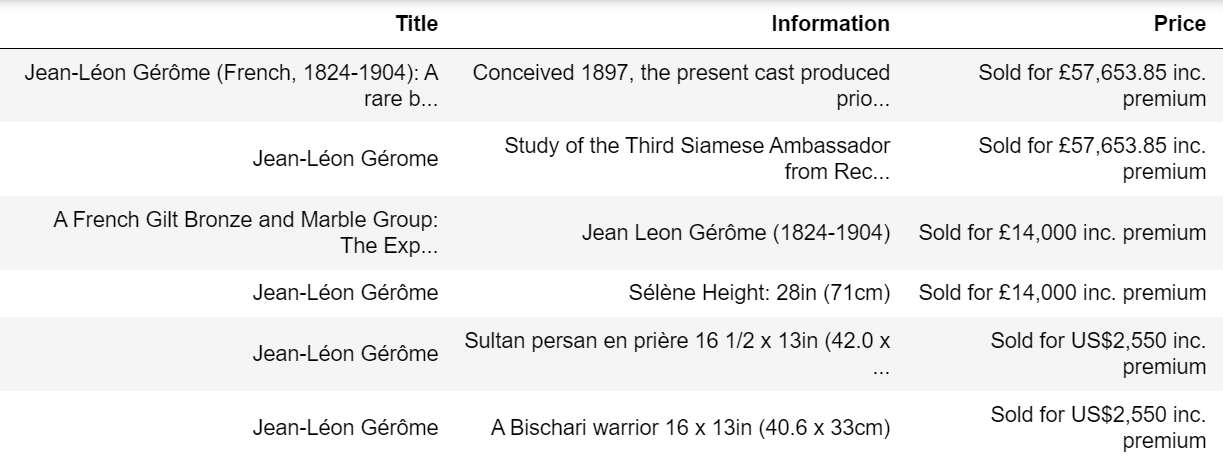 Title Information Price
Jean-Léon Gérôme (French, 1824-1904): A Conceived 1897, the present cast produced Sold for £57,653.85 inc.
rare b... prio... premium
Jean-Léon Gérome Study of the Third Siamese Ambassador Sold for £57,653.85 inc.
from Rec... premium
A French Gilt Bronze and Marble Group: Jean Leon Gérôme (1824-1904) Sold for £14,000 inc. premium
The Exp...
Jean-Léon Gérôme Sélène Height: 28in (71cm) Sold for £14,000 inc. premium
Jean-Léon Gérôme Sultan persan en prière 16 1/2 x 13in (42.0 x Sold for US$2,550 inc.
... premium
Jean-Léon Gérôme A Bischari warrior 16 x 13in (40.6 x 33cm) Sold for US$2,550 inc.
premium